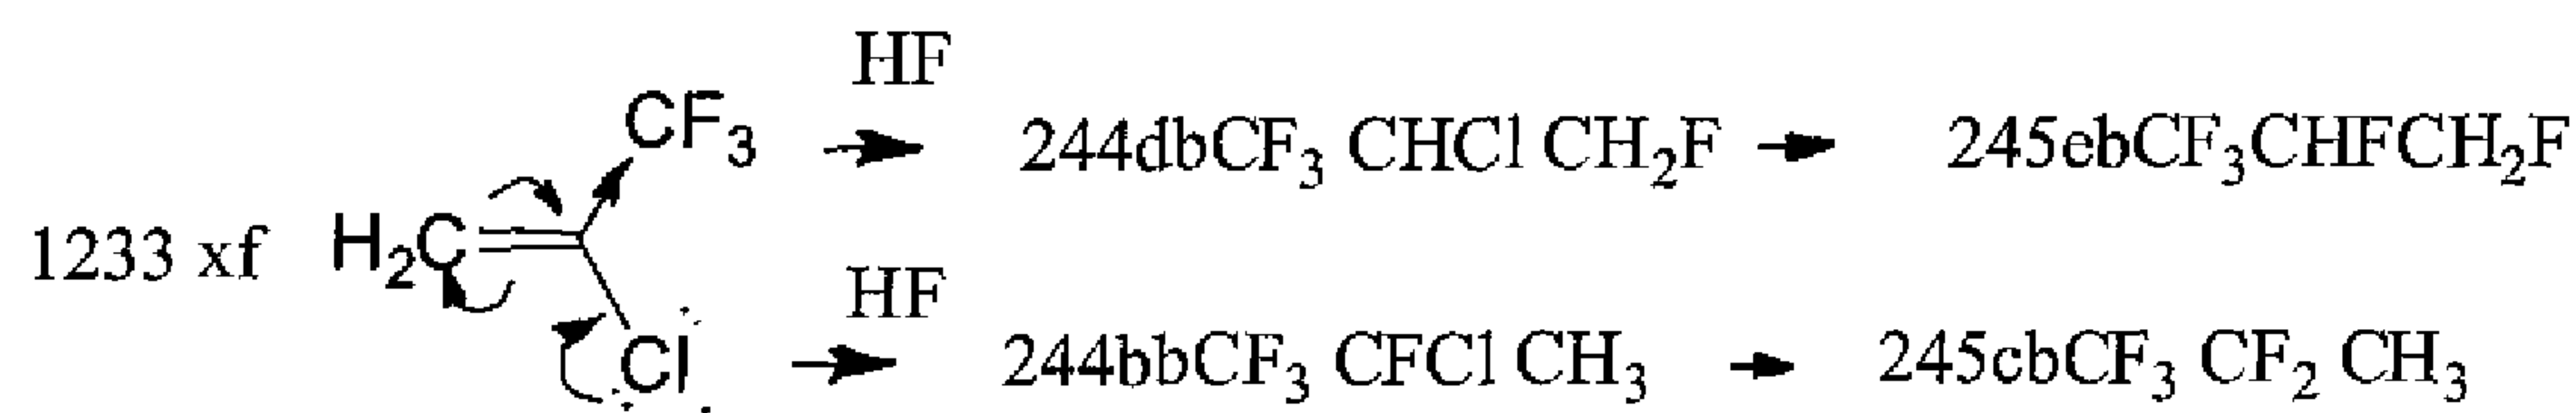 HF
CF₃
244dbCF₃ CHCl CH₂F
245ebCF₃CHFCH₂F
1233 xf H₂C
HF
Cl
244bbCF₃ CFCl CH₃
245cbCF₃ CF₂ CH₃